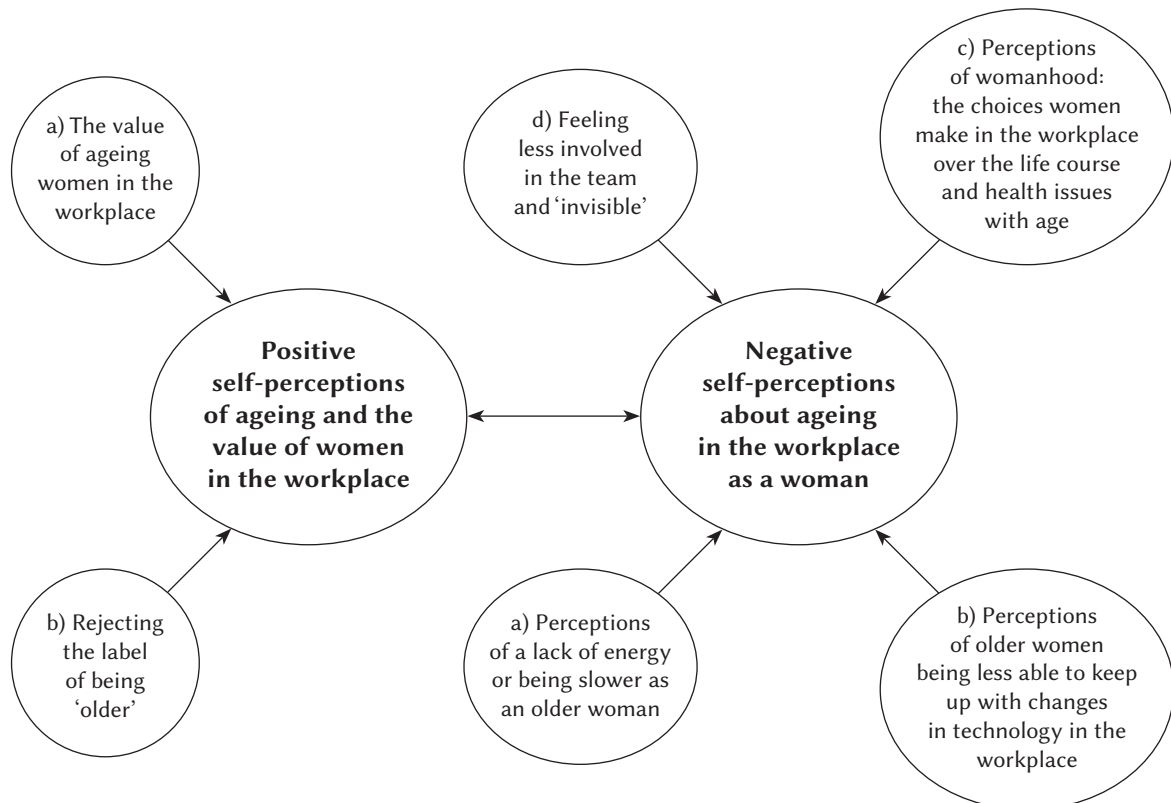 a) The value
of ageing
women in the
workplace
d) Feeling
less involved
in the team
and ‘invisible’
c) Perceptions
of womanhood:
the choices women
make in the workplace
over the life course
and health issues
with age
Positive
self-perceptions
of ageing and the
value of women
in the workplace
Negative
self-perceptions
about ageing
in the workplace
as a woman
b) Rejecting
the label
of being
‘older’
a) Perceptions
of a lack of energy
or being slower as
an older woman
b) Perceptions
of older women
being less able to keep
up with changes
in technology in the
workplace